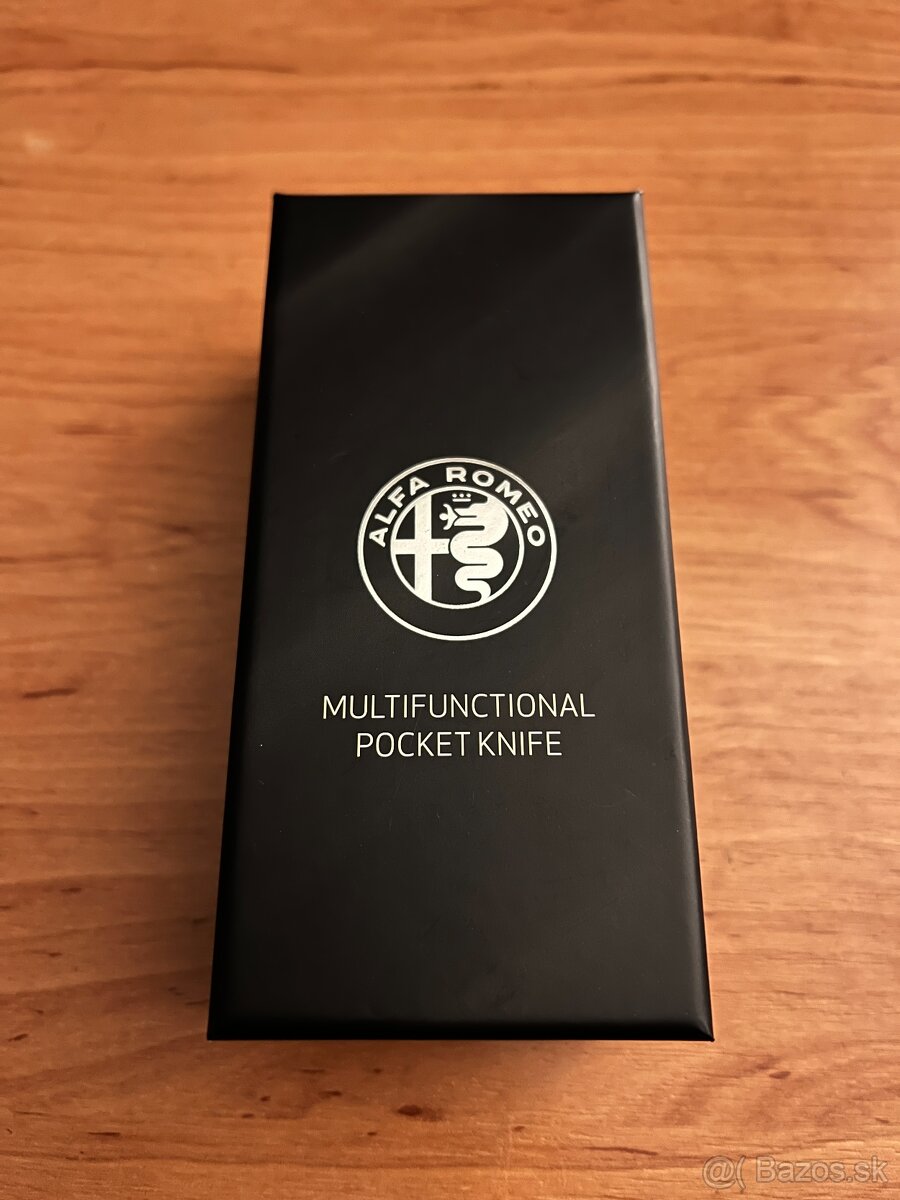 ALFA ROMEO
MULTIFUNCTIONAL
POCKET KNIFE
@( Bazos.sk